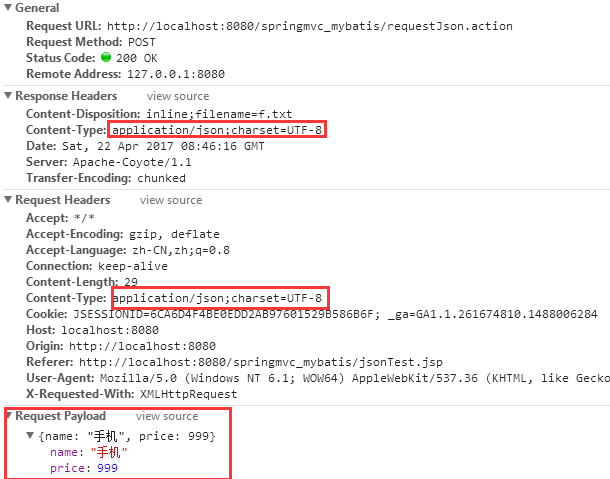 General
Request URL: http://localhost:8080/springmvc_mybatis/requestJson.action
Request Method: POST
Status Code: 200 OK
Remote Address: 127.0.0.1:8080
Response Headers view source
Content-Disposition: inline;filename=f.txt
Content-Type: application/json;charset=UTF-8
Date: Sat, 22 Apr 2017 08:46:16 GMT
Server: Apache-Coyote/1.1
Transfer-Encoding: chunked
Request Headers view source
Accept: */*
Accept-Encoding: gzip, deflate
Accept-Language: zh-CN,zh;q=0.8
Connection: keep-alive
Content-Length: 29
Content-Type: application/json;charset=UTF-8
Cookie: JSESSIONID=6CA6D4F4BE0EDD2AB97601529B586B6F; _ga=GA1.1.261674810.1488006284
Host: localhost:8080
Origin: http://localhost:8080
Referer: http://localhost:8080/springmvc_mybatis/jsonTest.jsp
User-Agent: Mozilla/5.0 (Windows NT 6.1; WOW64) AppleWebKit/537.36 (KHTML, like Gecko
X-Requested-With: XMLHttpRequest
Request Payload view source
{name: "手机", price: 999}
name: "手机"
price: 999